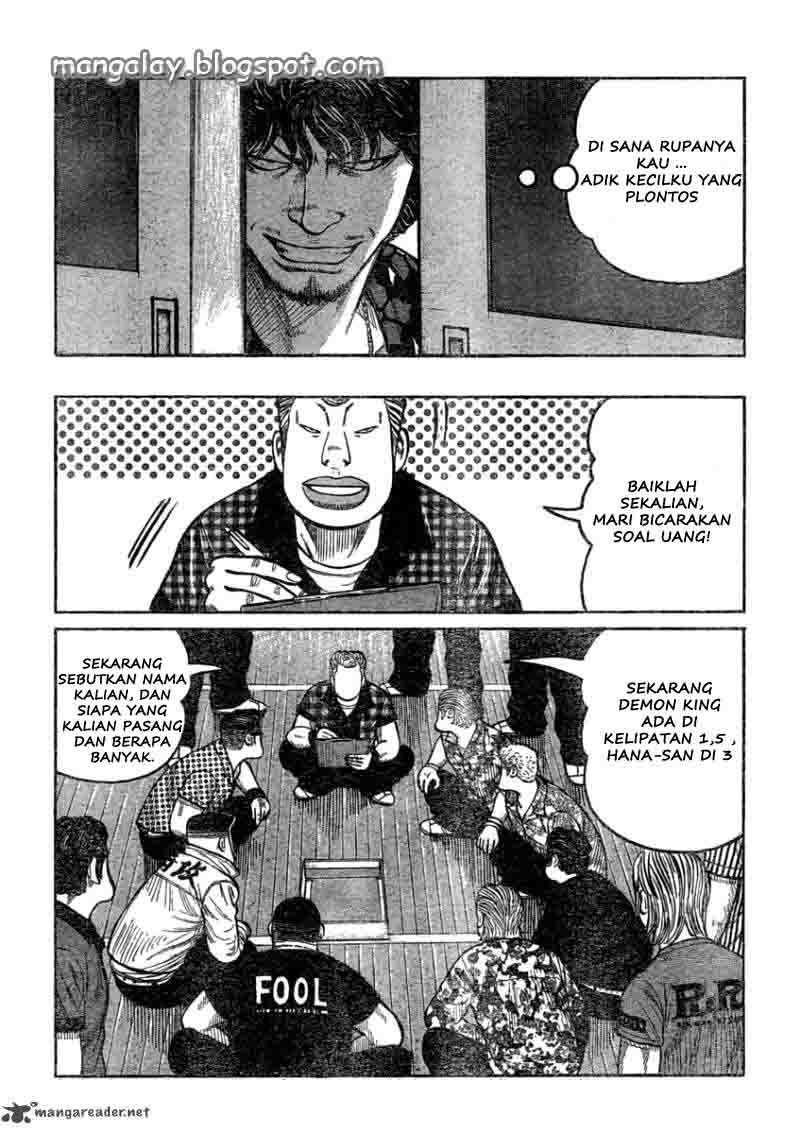 mangalay.blogspot.com
DI SANA RUPANYA
KAU ...
ADIK KECILKU YANG
PLONTOS
BAIKLAH
SEKALIAN,
MARI BICARAKAN
SOAL UANG!
SEKARANG
SEBUTKAN NAMA
KALIAN, DAN
SIAPA YANG
KALIAN PASANG
DAN BERAPA
BANYAK.
SEKARANG
DEMON KING
ADA DI
KELIPATAN 1,5 ,
HANA-SAN DI 3
FOOL
R.R
mangareader.net